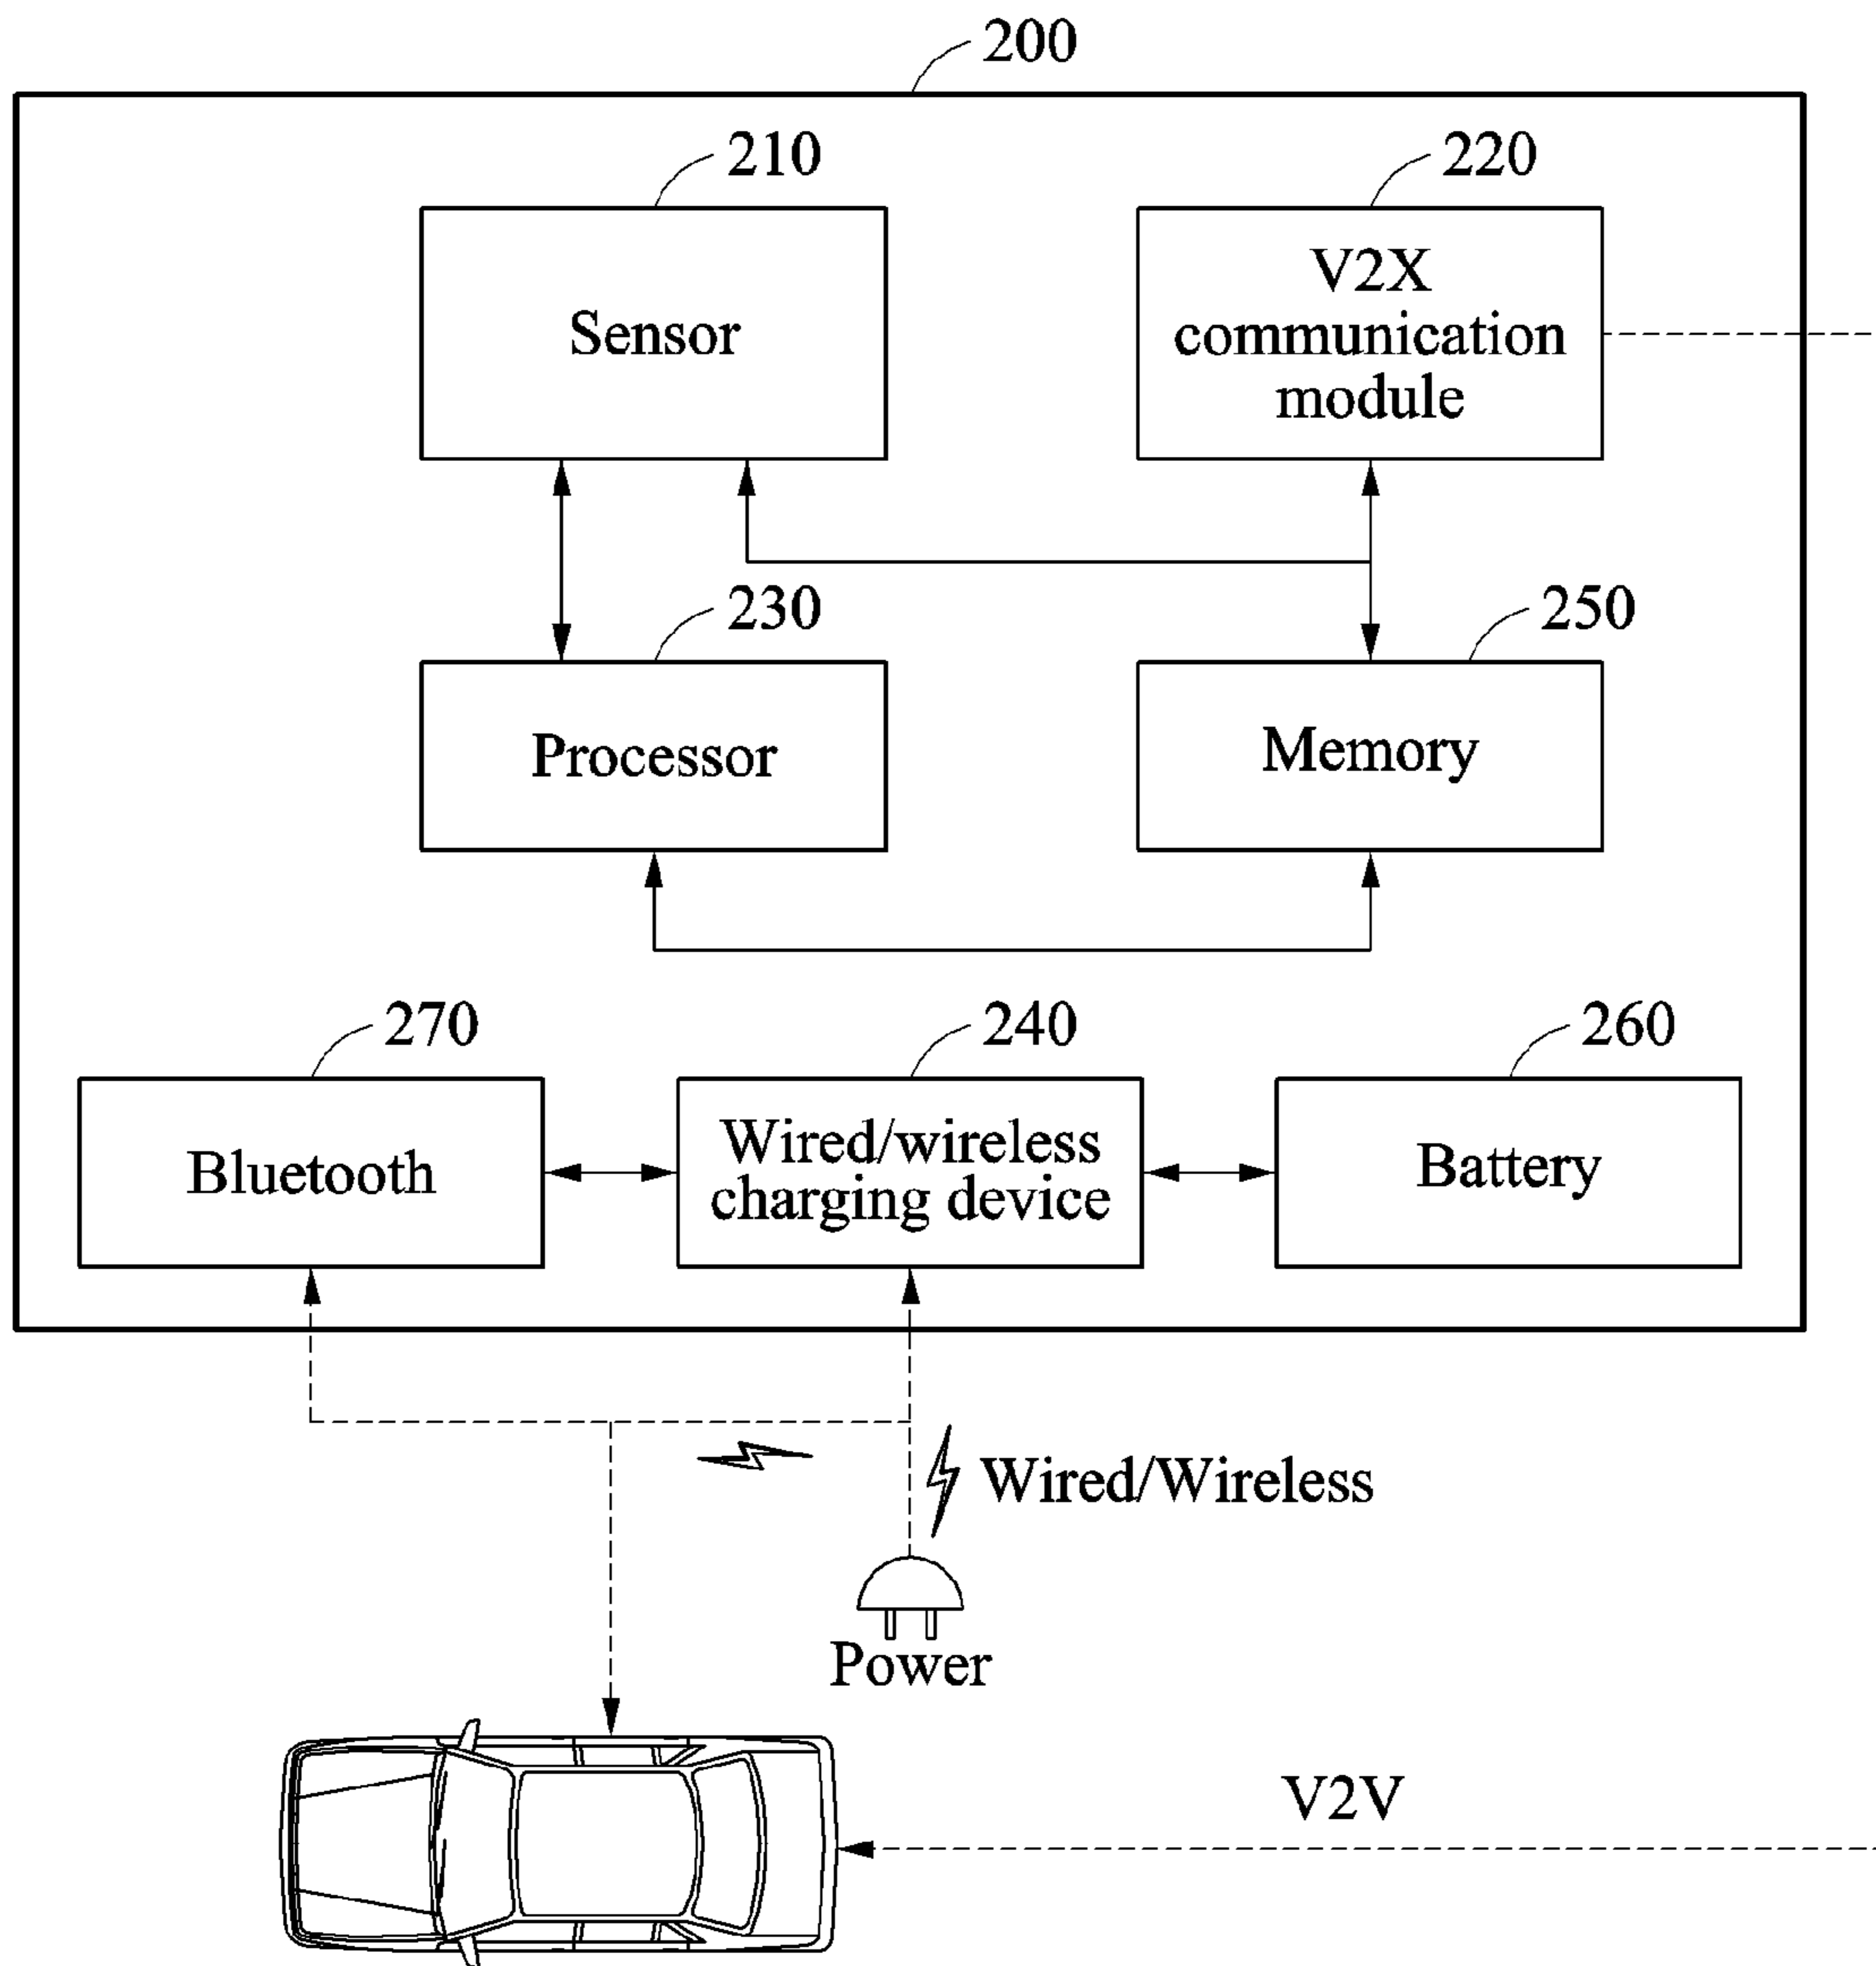 200
210
220
Sensor
V2X
communication
module
230
250
Processor
Memory
270
240
260
Bluetooth
Wired/wireless
charging device
Battery
Wired/Wireless
Power
V2V